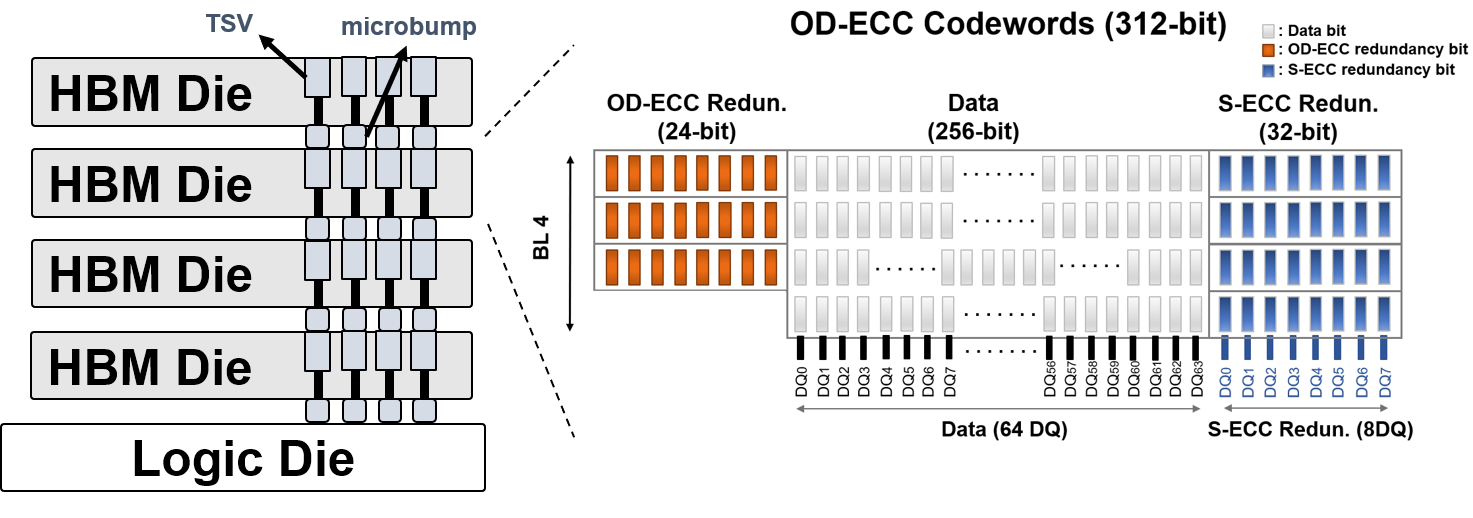 TSV
microbump
HBM Die
HBM Die
HBM Die
HBM Die
Logic Die
OD-ECC Codewords (312-bit)
: Data bit
: OD-ECC redundancy bit
: S-ECC redundancy bit
OD-ECC Redun.
(24-bit)
Data
(256-bit)
S-ECC Redun.
(32-bit)
BL 4
DQ0 DQ1 DQ2 DQ3 DQ4 DQ5 DQ6 DQ7 DQ56 DQ57 DQ58 DQ59 DQ60 DQ61 DQ62 DQ63
DQ0 DQ1 DQ2 DQ3 DQ4 DQ5 DQ6 DQ7
Data (64 DQ)
S-ECC Redun. (8DQ)